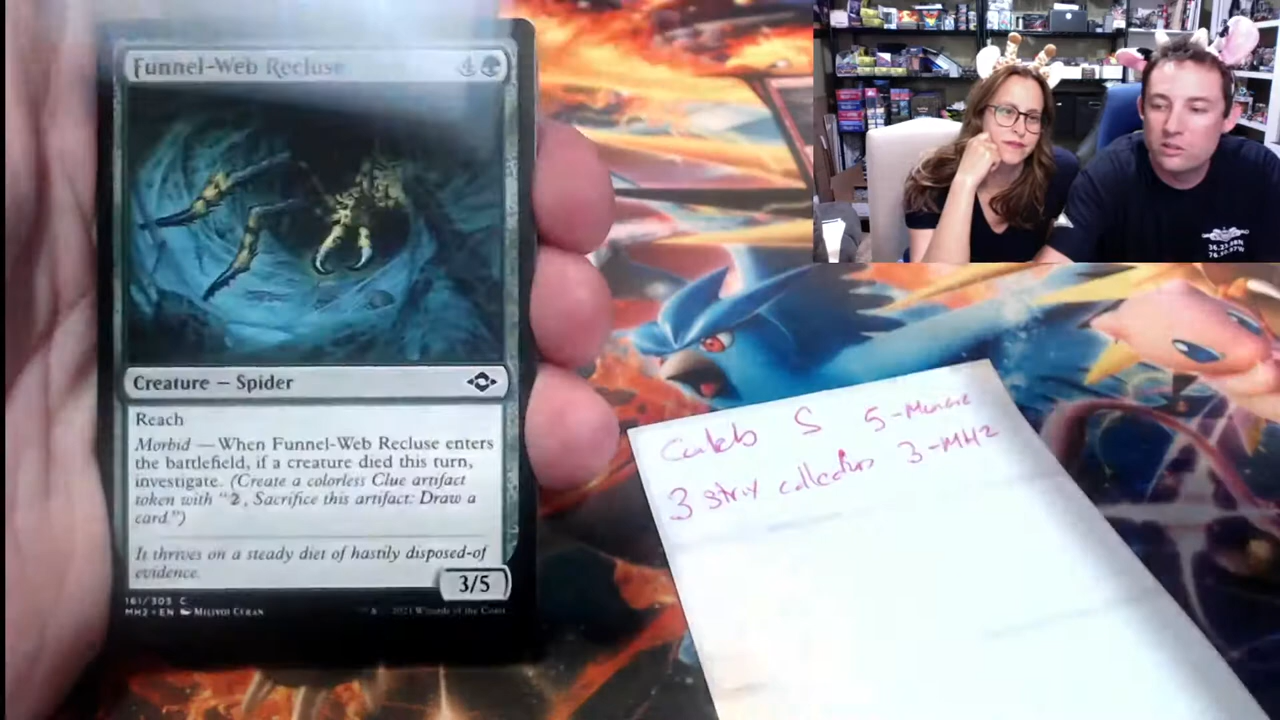 Funnel-Web Recluse 4
Creature — Spider
Reach
Morbid — When Funnel-Web Recluse enters
the battlefield, if a creature died this turn,
investigate. (Create a colorless Clue artifact
token with “2, Sacrifice this artifact: Draw a
card.”)
It thrives on a steady diet of hastily disposed-of
evidence.
3/5
161/303 C
MH2 • EN Milivoj Ćeran
& 2021 Wizards of the Coast
Caleb S 5-
3 strix collectors 3-MH2